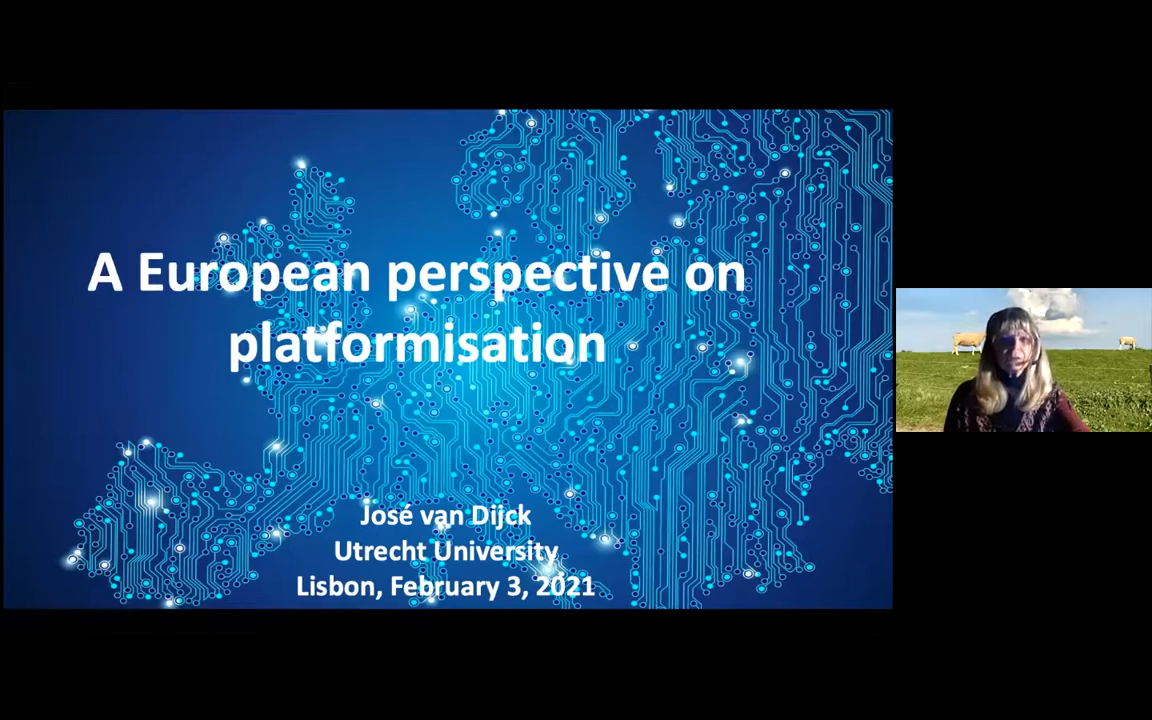 A European perspective on
platformisation
José van Dijck
Utrecht University
Lisbon, February 3, 2021